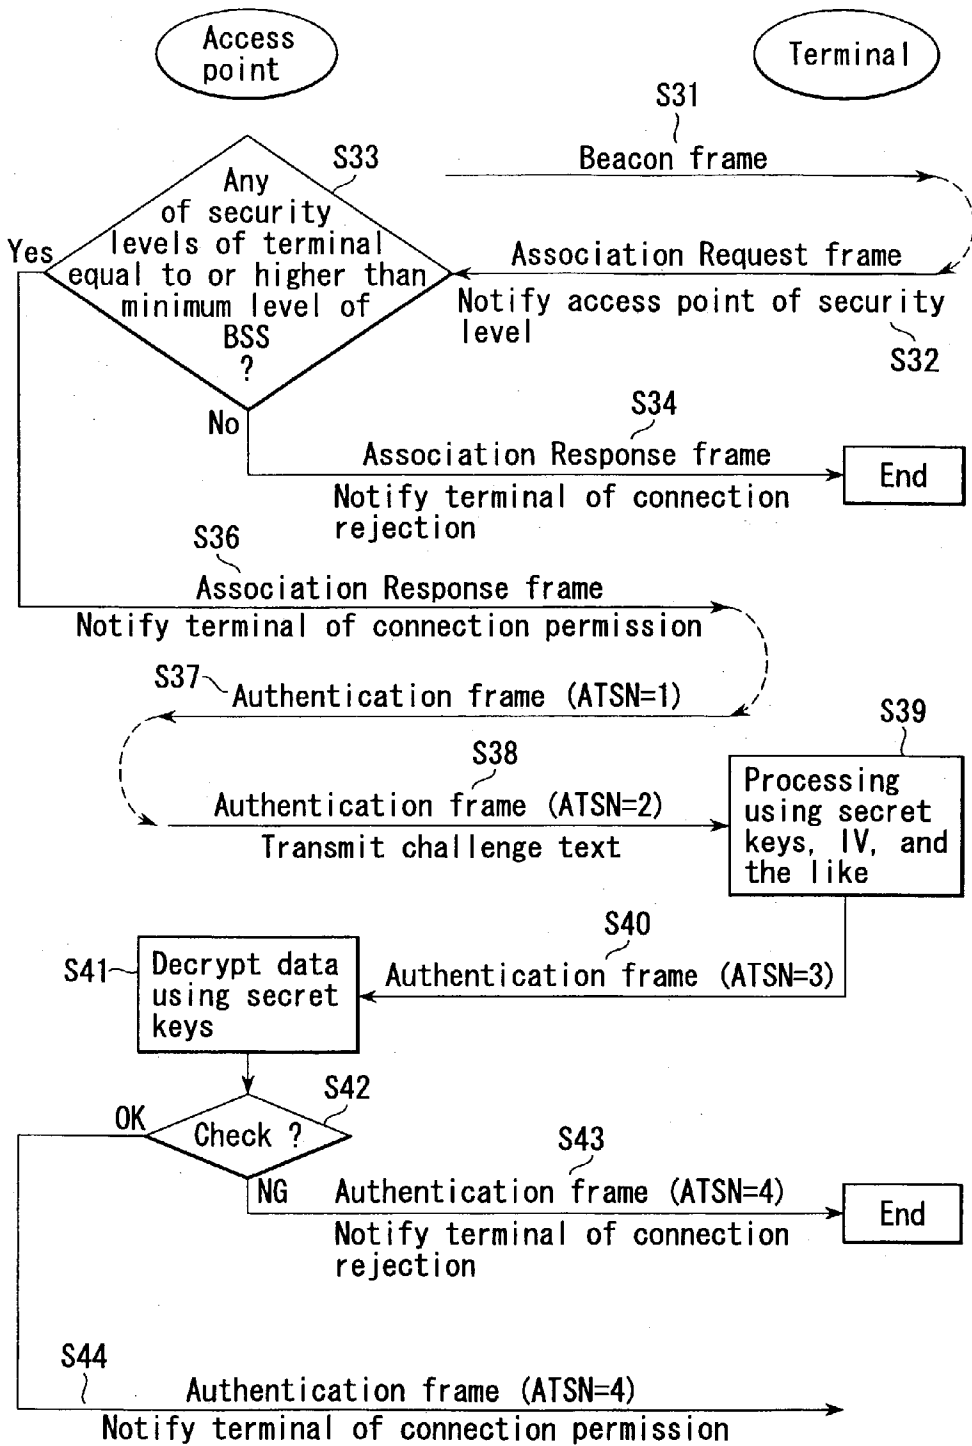 Access
point
Terminal
S31
Beacon frame
S33
Any
of security
levels of terminal
equal to or higher than
minimum level of
BSS
?
Yes
Association Request frame
Notify access point of security
level
S32
No
S34
Association Response frame
End
Notify terminal of connection
rejection
S36
Association Response frame
Notify terminal of connection permission
S37
Authentication frame (ATSN=1)
S38
Authentication frame (ATSN=2)
Transmit challenge text
S39
Processing
using secret
keys, IV, and
the like
S40
Authentication frame (ATSN=3)
S41
Decrypt data
using secret
keys
S42
OK
Check ?
NG
S43
Authentication frame (ATSN=4)
End
Notify terminal of connection
rejection
S44
Authentication frame (ATSN=4)
Notify terminal of connection permission